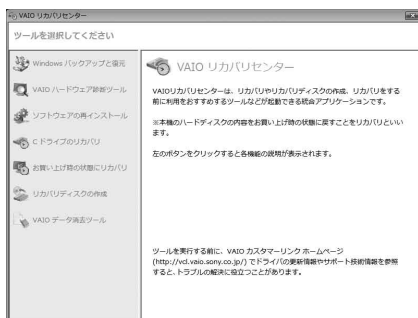 VAIO リカバリセンター
ツールを選択してください
Windows バックアップと復元
VAIO ハードウェア診断ツール
ソフトウェアの再インストール
C ドライブのリカバリ
お買い上げ時の状態にリカバリ
リカバリディスクの作成
VAIO データ消去ツール
VAIO リカバリセンター
VAIOリカバリセンターは、リカバリやリカバリディスクの作成、リカバリをする
前に利用をおすすめするツールなどが起動できる統合アプリケーションです。
※本機のハードディスクの内容をお買い上げ時の状態に戻すことをリカバリといい
ます。
左のボタンをクリックすると各機能の説明が表示されます。
ツールを実行する前に、VAIO カスタマーリンク ホームページ
(http://vcl.vaio.sony.co.jp/) でドライバの更新情報やサポート技術情報を参照
すると、トラブルの解決に役立つことがあります。